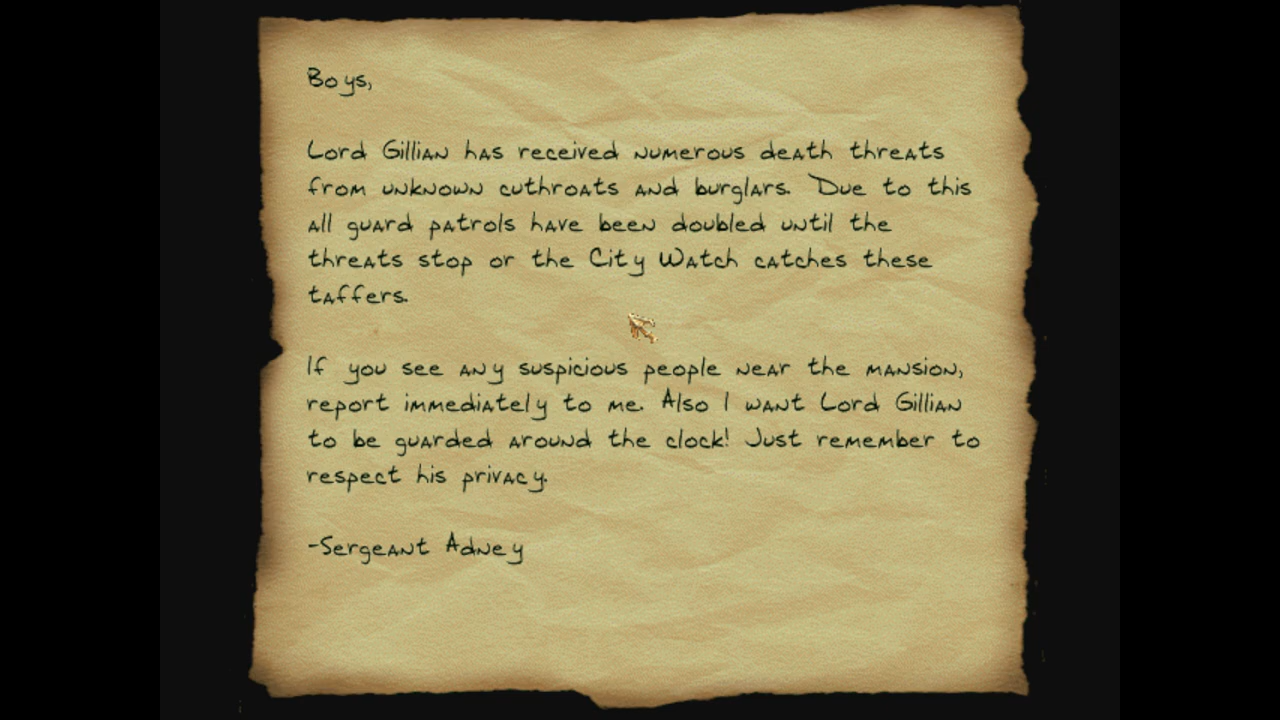 Boys,
Lord Gillian has received numerous death threats
from unknown cuthroats and burglars. Due to this
all guard patrols have been doubled until the
threats stop or the City Watch catches these
taffers.
If you see any suspicious people near the mansion,
report immediately to me. Also I want Lord Gillian
to be guarded around the clock! Just remember to
respect his privacy.
-Sergeant Adney